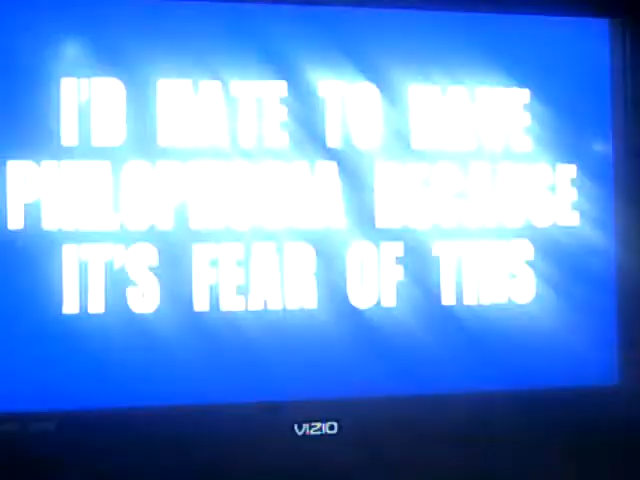 I'D HATE TO HAVE
PHILOPHOBIA BECAUSE
IT'S FEAR OF THIS
VIZIO